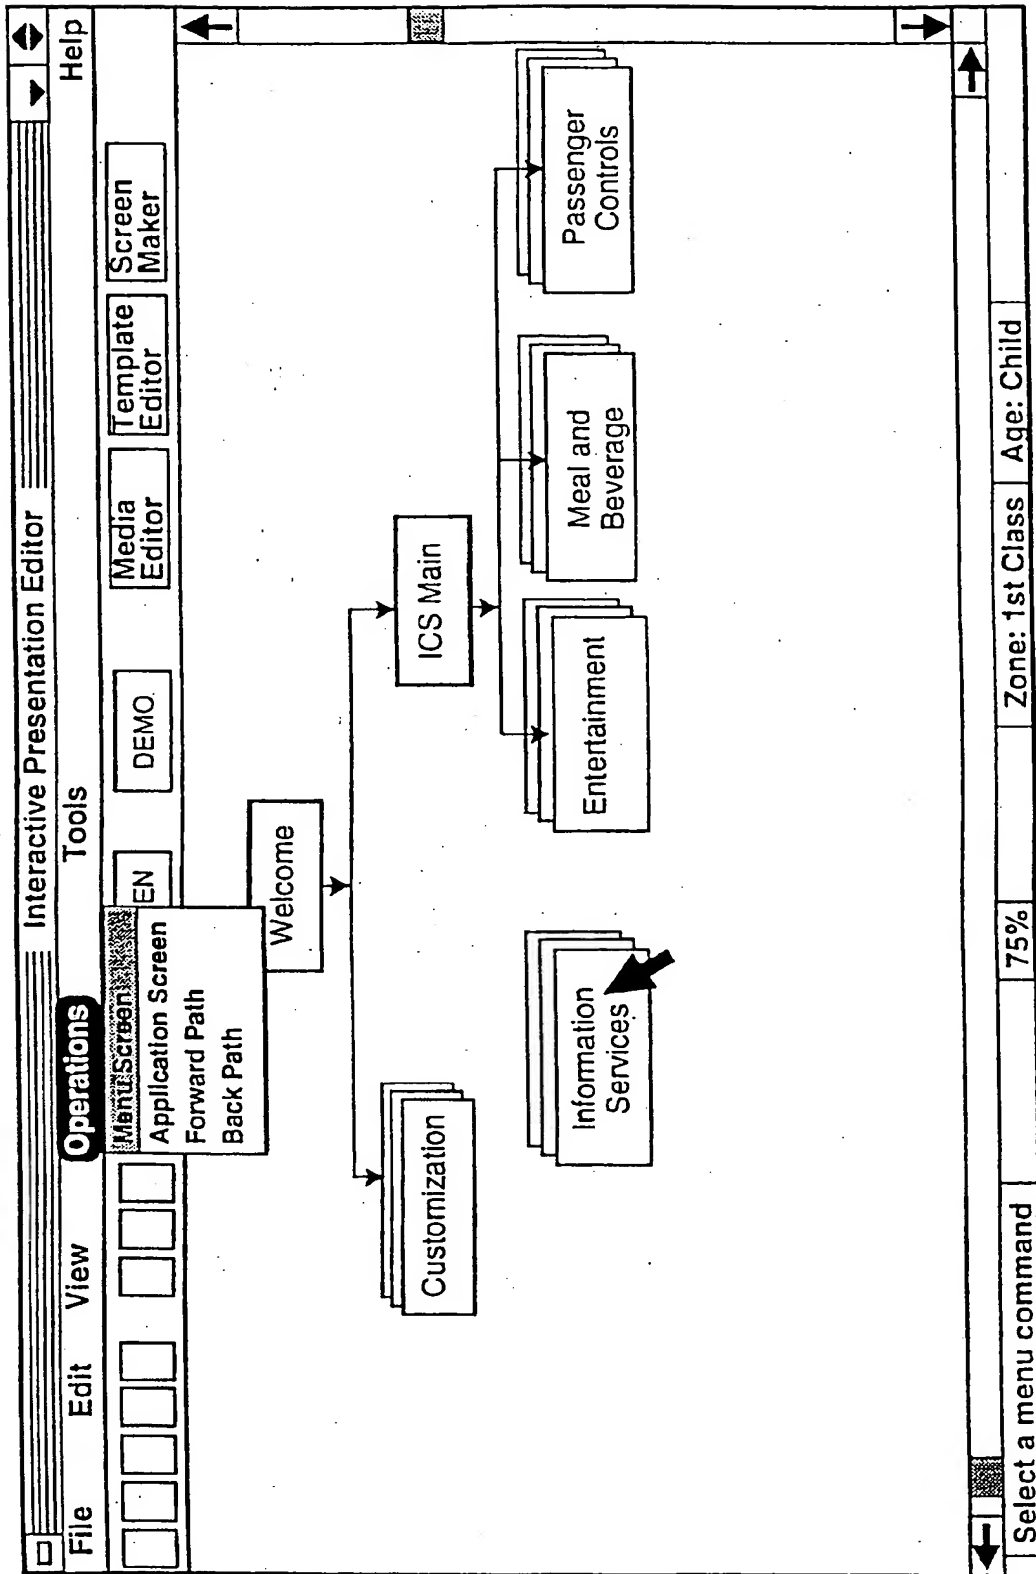 Interactive Presentation Editor
File Edit View Operations Tools Help
EN DEMO. Media Template Screen
Editor Editor Maker
Menu Screen
Application Screen
Forward Path
Back Path
Welcome
Customization
ICS Main
Information
Services
Entertainment
Meal and
Beverage
Passenger
Controls
Select a menu command 75% Zone: 1st Class Age: Child